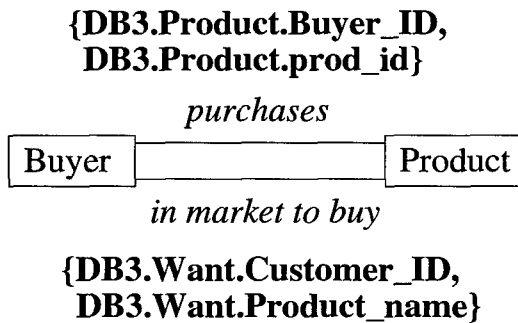 {DB3.Product.Buyer_ID,
DB3.Product.prod_id}
purchases
Buyer Product
in market to buy
{DB3.Want.Customer_ID,
DB3.Want.Product_name}